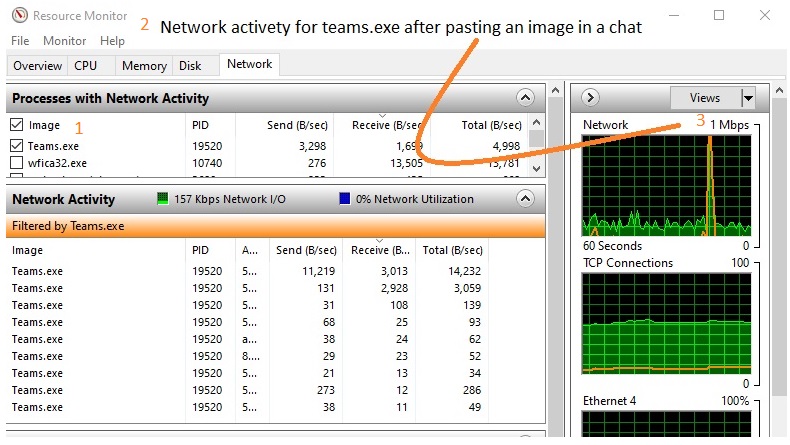 Resource Monitor
2 Network activety for teams.exe after pasting an image in a chat
File Monitor Help
Overview CPU Memory Disk Network
Processes with Network Activity
Image 1 PID Send (B/sec) Receive (B/sec) Total (B/sec)
Teams.exe 19520 3,298 1,699 4,998
wfica32.exe 10740 276 13,505 13,781
Network Activity 157 Kbps Network I/O 0% Network Utilization
Filtered by Teams.exe
Image PID A... Send (B/sec) Receive (B... Total (B/sec)
Teams.exe 19520 5... 11,219 3,013 14,232
Teams.exe 19520 5... 131 2,928 3,059
Teams.exe 19520 5... 31 108 139
Teams.exe 19520 5... 68 25 93
Teams.exe 19520 a... 38 24 62
Teams.exe 19520 8.... 29 23 52
Teams.exe 19520 5... 21 13 34
Teams.exe 19520 5... 273 12 286
Teams.exe 19520 5... 38 11 49
Views
3
Network 1 Mbps
60 Seconds 0
TCP Connections 100
0
Ethernet 4 100%